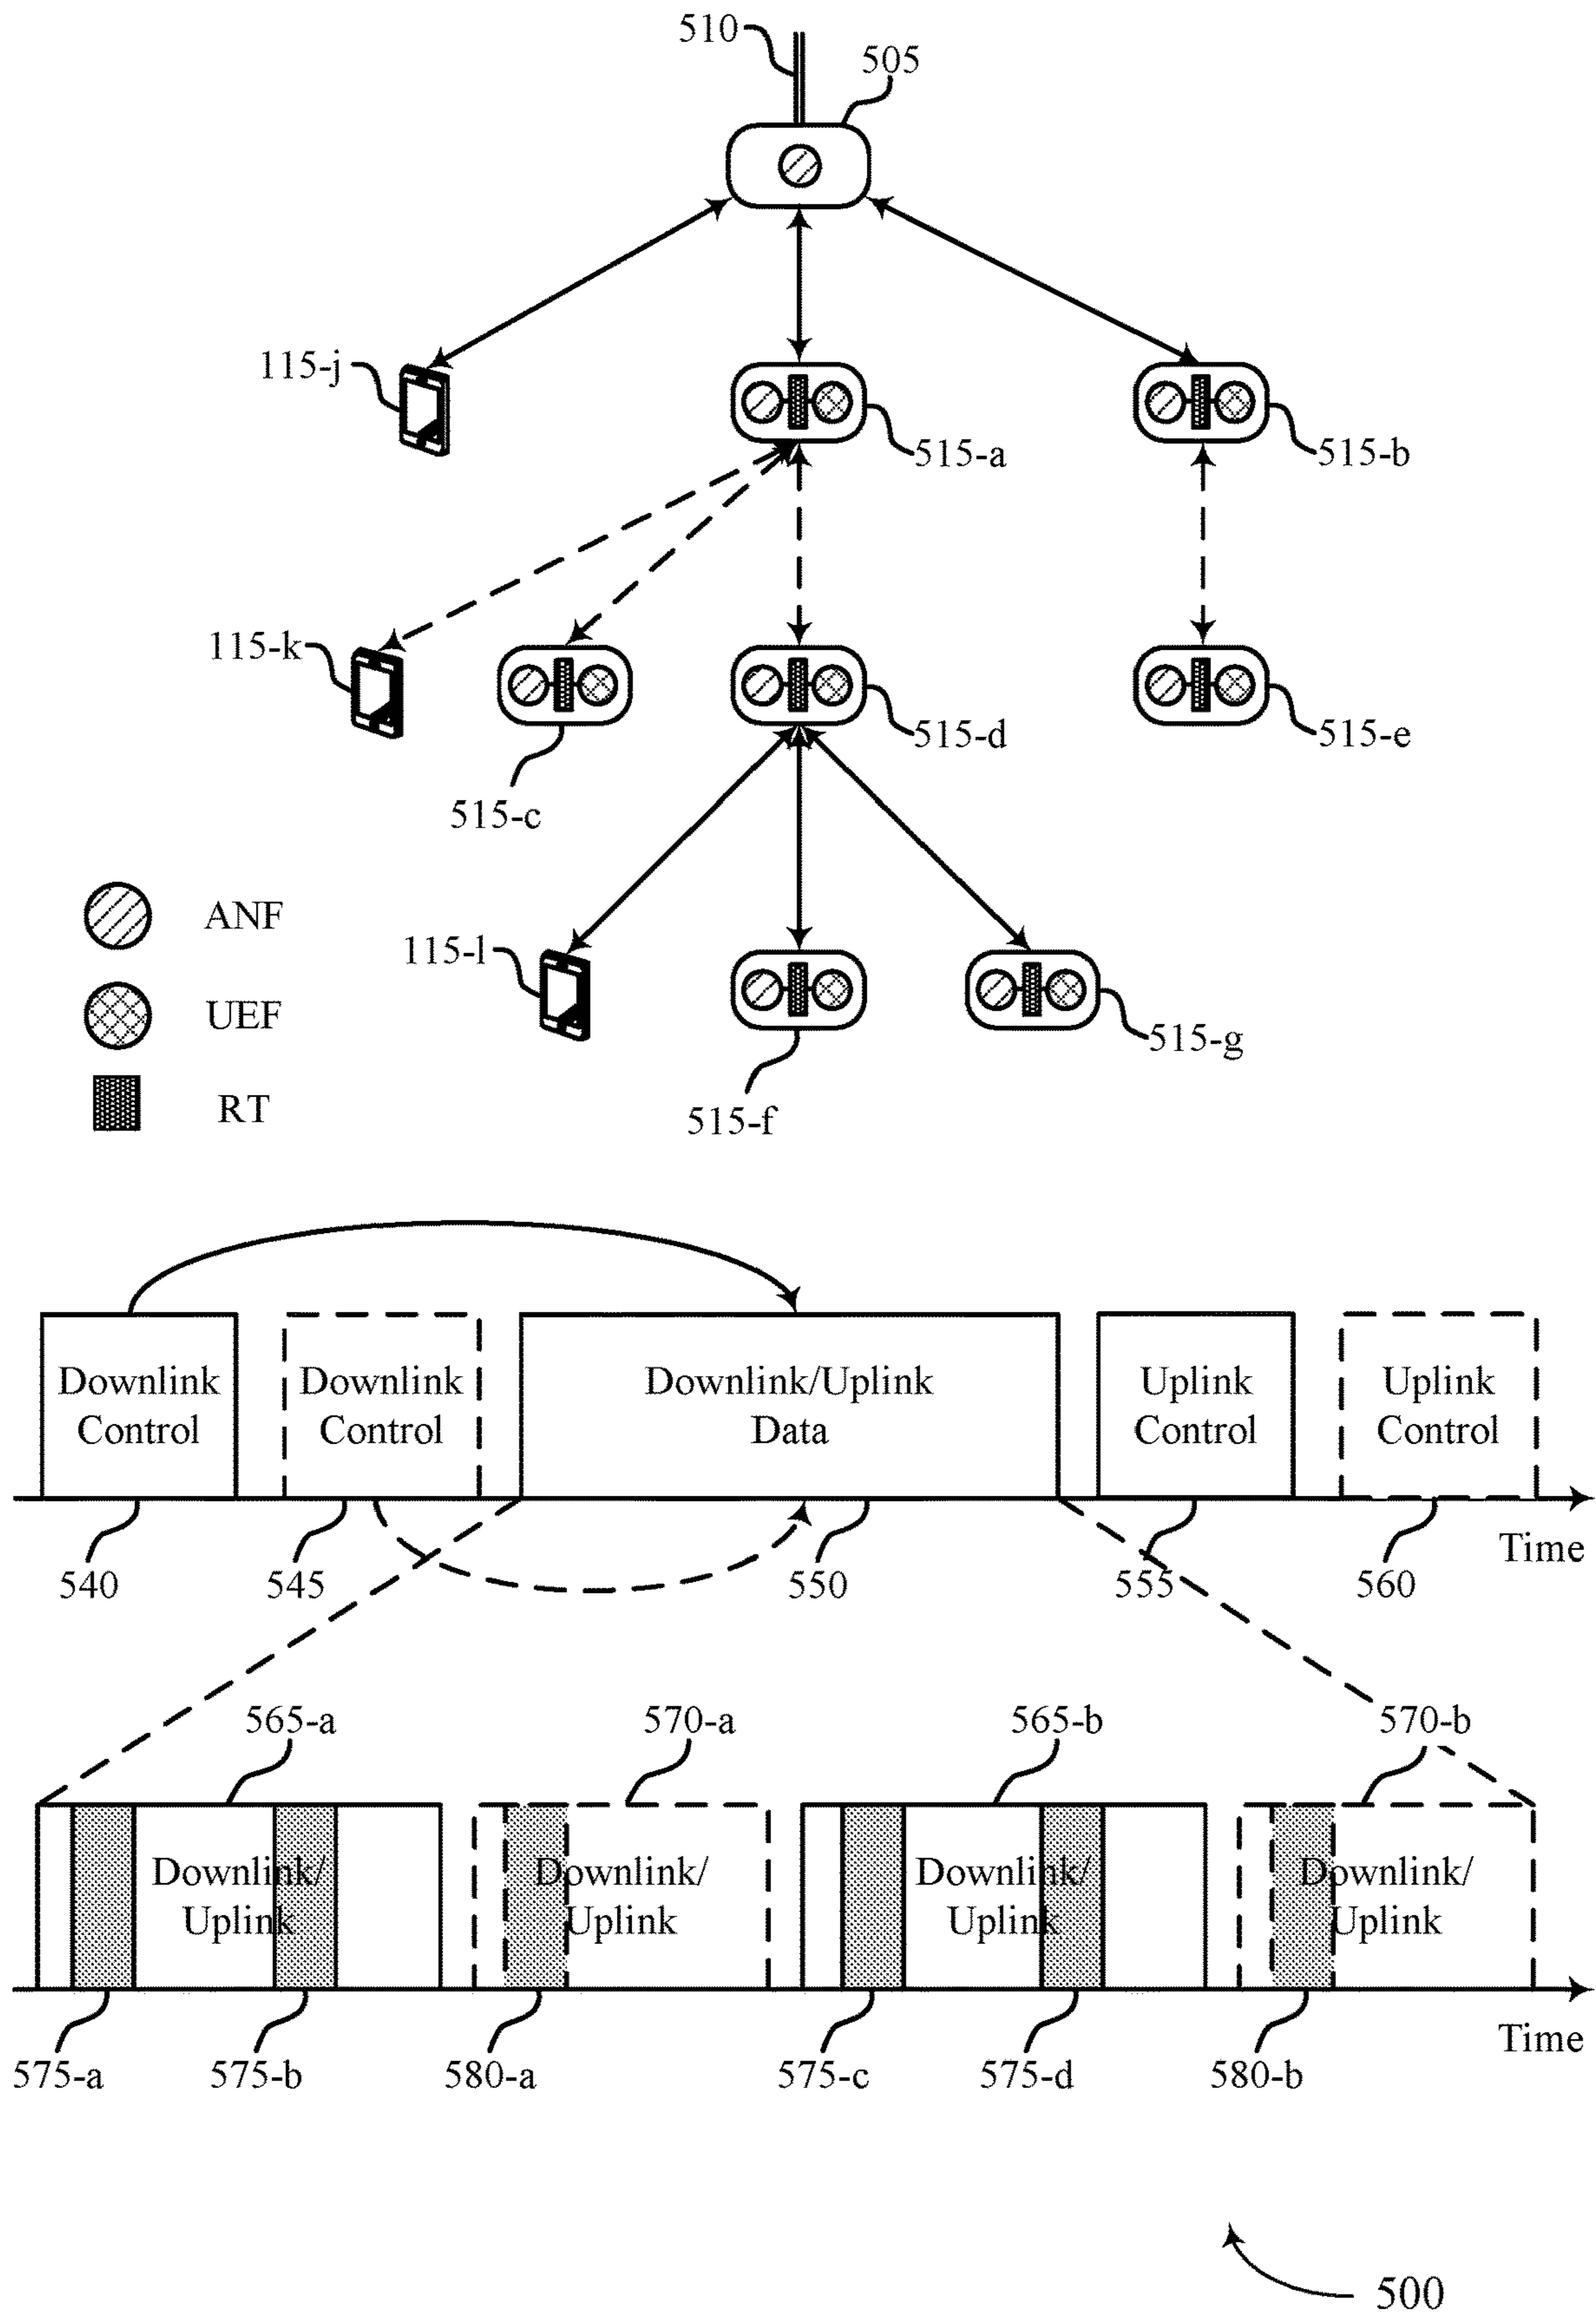 510
505
115-j
515-a
515-b
115-k
515-d
515-e
515-c
ANF
115-l
UEF
515-g
RT
515-f
Downlink
Control
Downlink
Control
Downlink/Uplink
Data
Uplink
Control
Uplink
Control
Time
540
545
550
555
560
565-a
570-a
565-b
570-b
Downlink/
Uplink
Downlink/
Uplink
Downlink/
Uplink
Downlink/
Uplink
Time
575-a
575-b
580-a
575-c
575-d
580-b
500